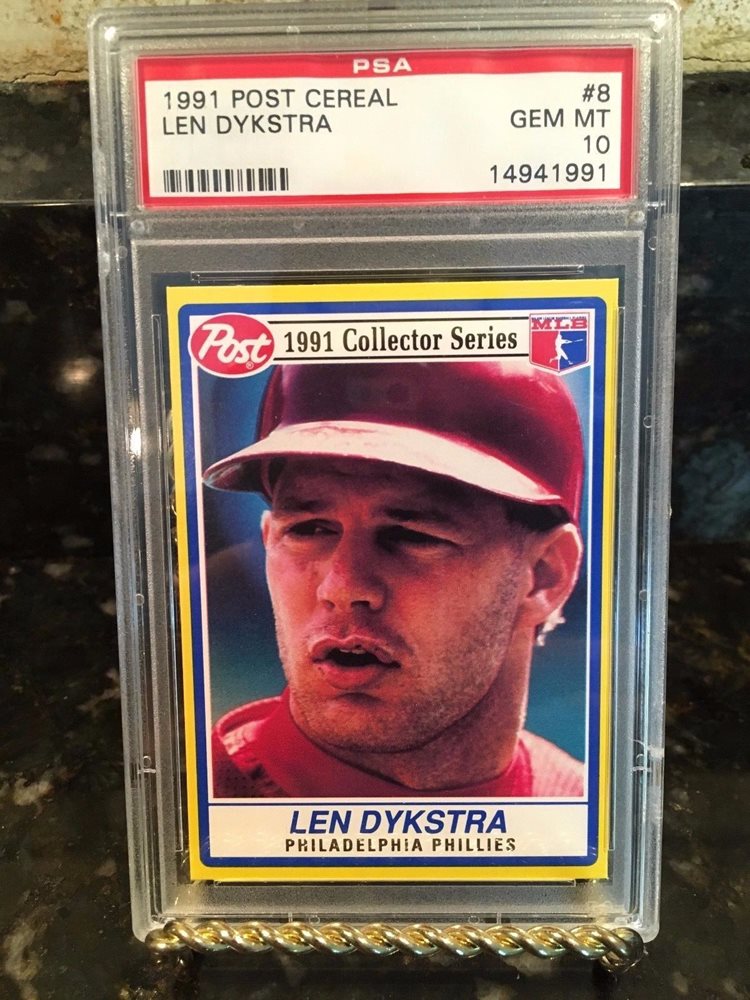 PSA
1991 POST CEREAL #8
LEN DYKSTRA GEM MT
10
14941991
Post® 1991 Collector Series MLB
LEN DYKSTRA
PHILADELPHIA PHILLIES